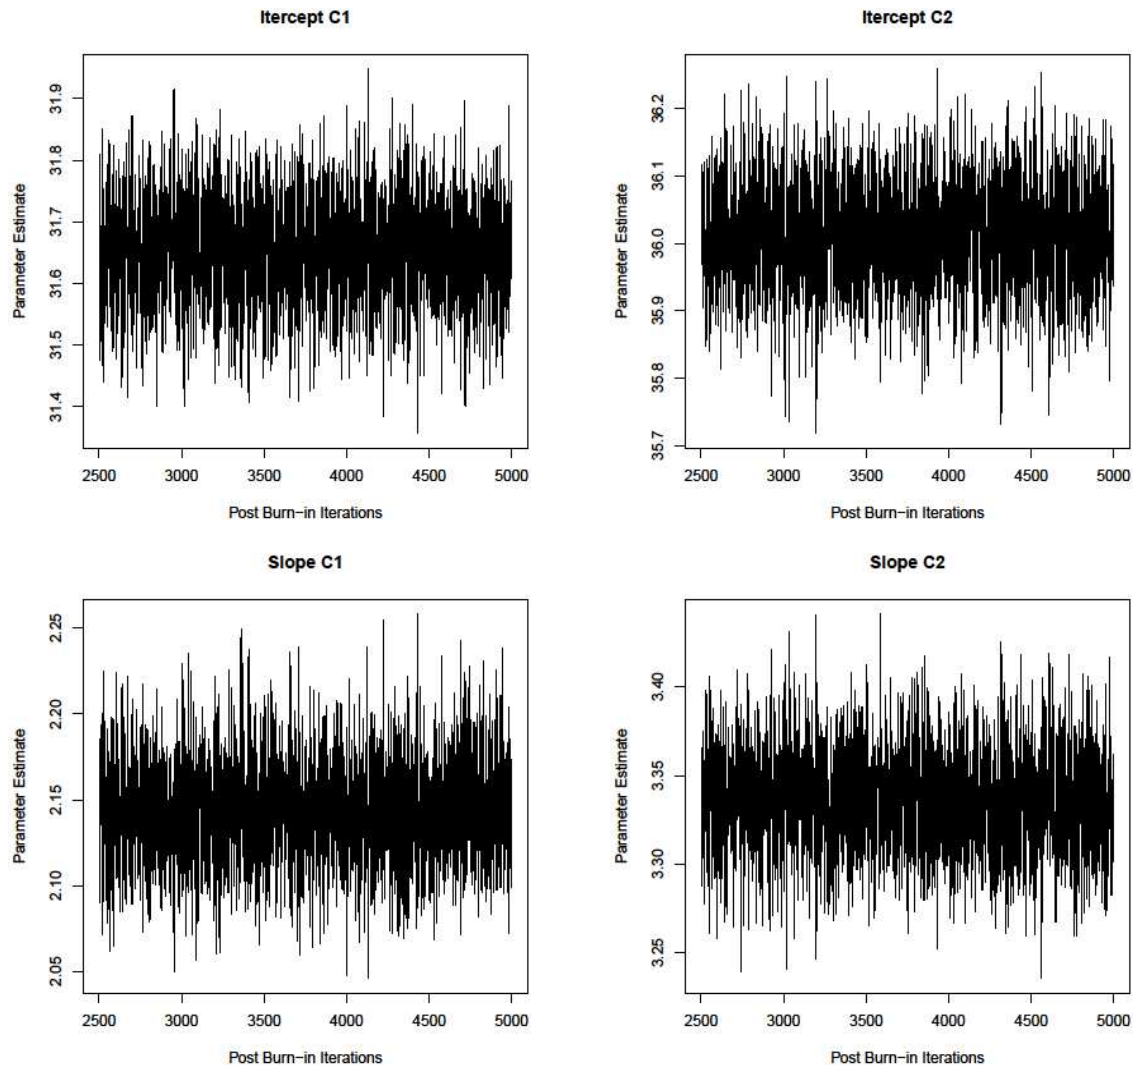 Itercept C1
Parameter Estimate
31.9
31.8
31.7
31.6
31.5
31.4
2500 3000 3500 4000 4500 5000
Post Burn−in Iterations
Itercept C2
Parameter Estimate
36.2
36.1
36.0
35.9
35.8
35.7
2500 3000 3500 4000 4500 5000
Post Burn−in Iterations
Slope C1
Parameter Estimate
2.25
2.20
2.15
2.10
2.05
2500 3000 3500 4000 4500 5000
Post Burn−in Iterations
Slope C2
Parameter Estimate
3.40
3.35
3.30
3.25
2500 3000 3500 4000 4500 5000
Post Burn−in Iterations